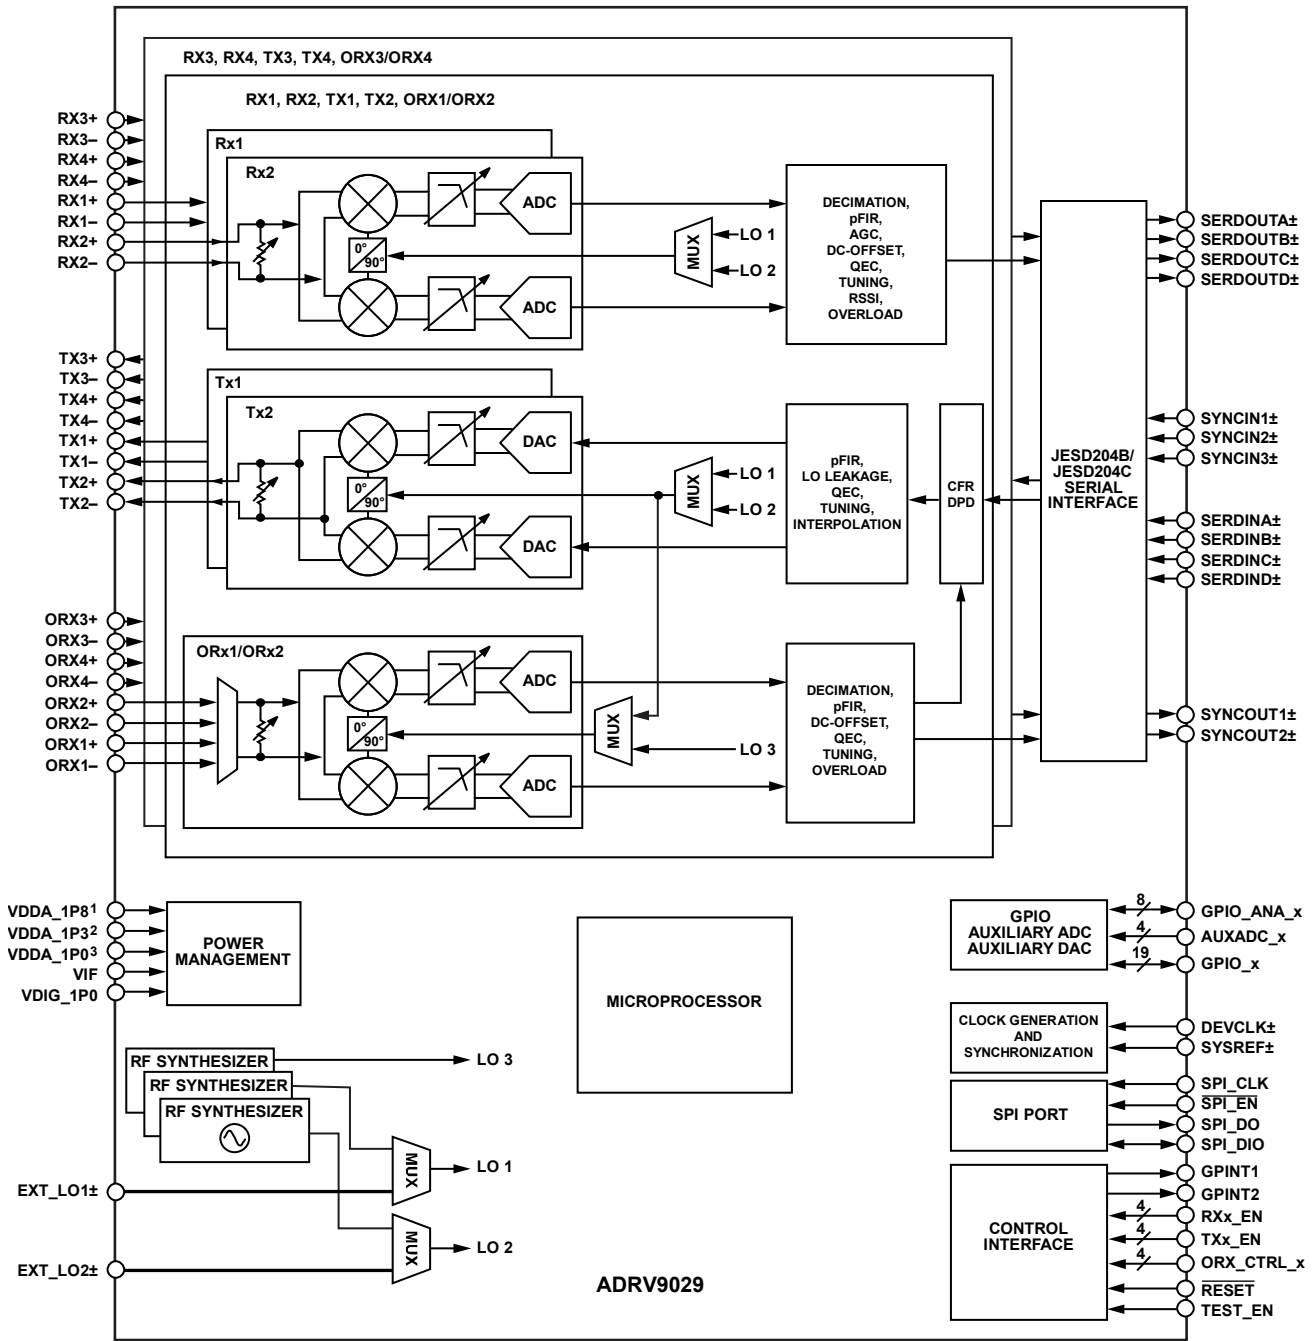 RX3, RX4, TX3, TX4, ORX3/ORX4
RX1, RX2, TX1, TX2, ORX1/ORX2
RX3+
RX3–
RX4+
RX4–
RX1+
RX1–
RX2+
RX2–
Rx1
Rx2
0°
90°
ADC
ADC
MUX
LO 1
LO 2
DECIMATION,
pFIR,
AGC,
DC-OFFSET,
QEC,
TUNING,
RSSI,
OVERLOAD
TX3+
TX3–
TX4+
TX4–
TX1+
TX1–
TX2+
TX2–
Tx1
Tx2
0°
90°
DAC
DAC
MUX
LO 1
LO 2
pFIR,
LO LEAKAGE,
QEC,
TUNING,
INTERPOLATION
CFR
DPD
ORX3+
ORX3–
ORX4+
ORX4–
ORX2+
ORX2–
ORX1+
ORX1–
ORx1/ORx2
0°
90°
ADC
ADC
MUX
LO 3
DECIMATION,
pFIR,
DC-OFFSET,
QEC,
TUNING,
OVERLOAD
JESD204B/
JESD204C
SERIAL
INTERFACE
SERDOUTA±
SERDOUTB±
SERDOUTC±
SERDOUTD±
SYNCIN1±
SYNCIN2±
SYNCIN3±
SERDINA±
SERDINB±
SERDINC±
SERDIND±
SYNCOUT1±
SYNCOUT2±
VDDA_1P8¹
VDDA_1P3²
VDDA_1P0³
VIF
VDIG_1P0
POWER
MANAGEMENT
RF SYNTHESIZER
RF SYNTHESIZER
RF SYNTHESIZER
LO 3
MUX
LO 1
MUX
LO 2
EXT_LO1±
EXT_LO2±
MICROPROCESSOR
ADRV9029
GPIO
AUXILIARY ADC
AUXILIARY DAC
8
GPIO_ANA_x
4
AUXADC_x
19
GPIO_x
CLOCK GENERATION
AND
SYNCHRONIZATION
DEVCLK±
SYSREF±
SPI PORT
SPI_CLK
SPI_EN
SPI_DO
SPI_DIO
CONTROL
INTERFACE
GPINT1
GPINT2
4
RXx_EN
4
TXx_EN
4
ORX_CTRL_x
RESET
TEST_EN